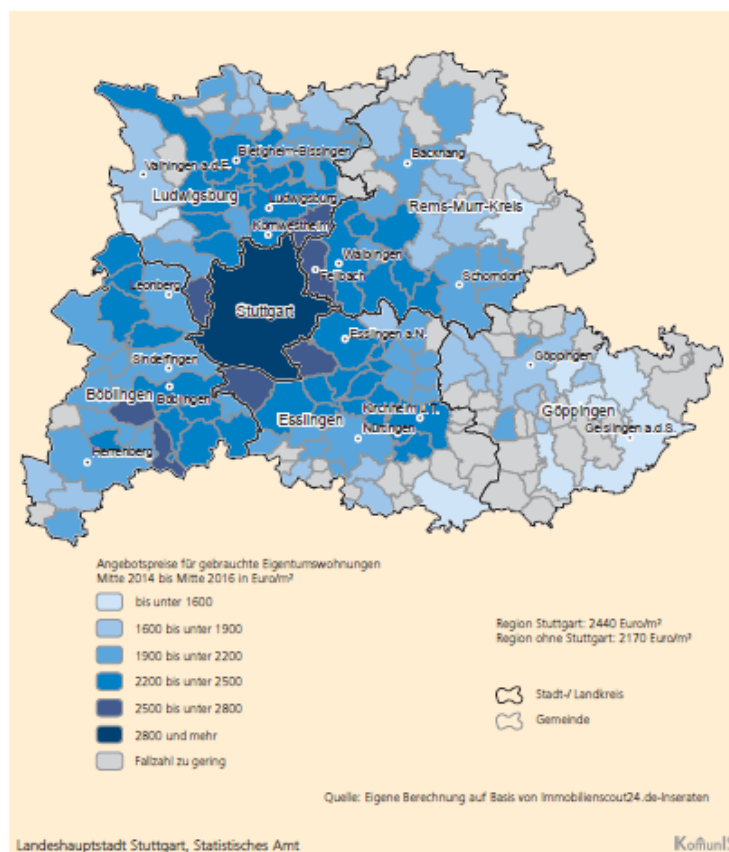 Bietigheim-Bissingen
Backnang
Vaihingen a.d.E.
Ludwigsburg
Ludwigsburg
Rems-Murr-Kreis
Kornwestheim
Waiblingen
Fellbach
Schorndorf
Leonberg
Stuttgart
Esslingen a.N.
Sindelfingen
Göppingen
Böblingen
Böblingen
Kirchheim u.T.
Göppingen
Esslingen
Nürtingen
Geislingen a.d.S.
Herrenberg
Angebotspreise für gebrauchte Eigentumswohnungen
Mitte 2014 bis Mitte 2016 in Euro/m²
bis unter 1600
1600 bis unter 1900
1900 bis unter 2200
2200 bis unter 2500
2500 bis unter 2800
2800 und mehr
Fallzahl zu gering
Region Stuttgart: 2440 Euro/m²
Region ohne Stuttgart: 2170 Euro/m²
Stadt-/ Landkreis
Gemeinde
Quelle: Eigene Berechnung auf Basis von Immobilienscout24.de-Inseraten
Landeshauptstadt Stuttgart, Statistisches Amt
KomunIS